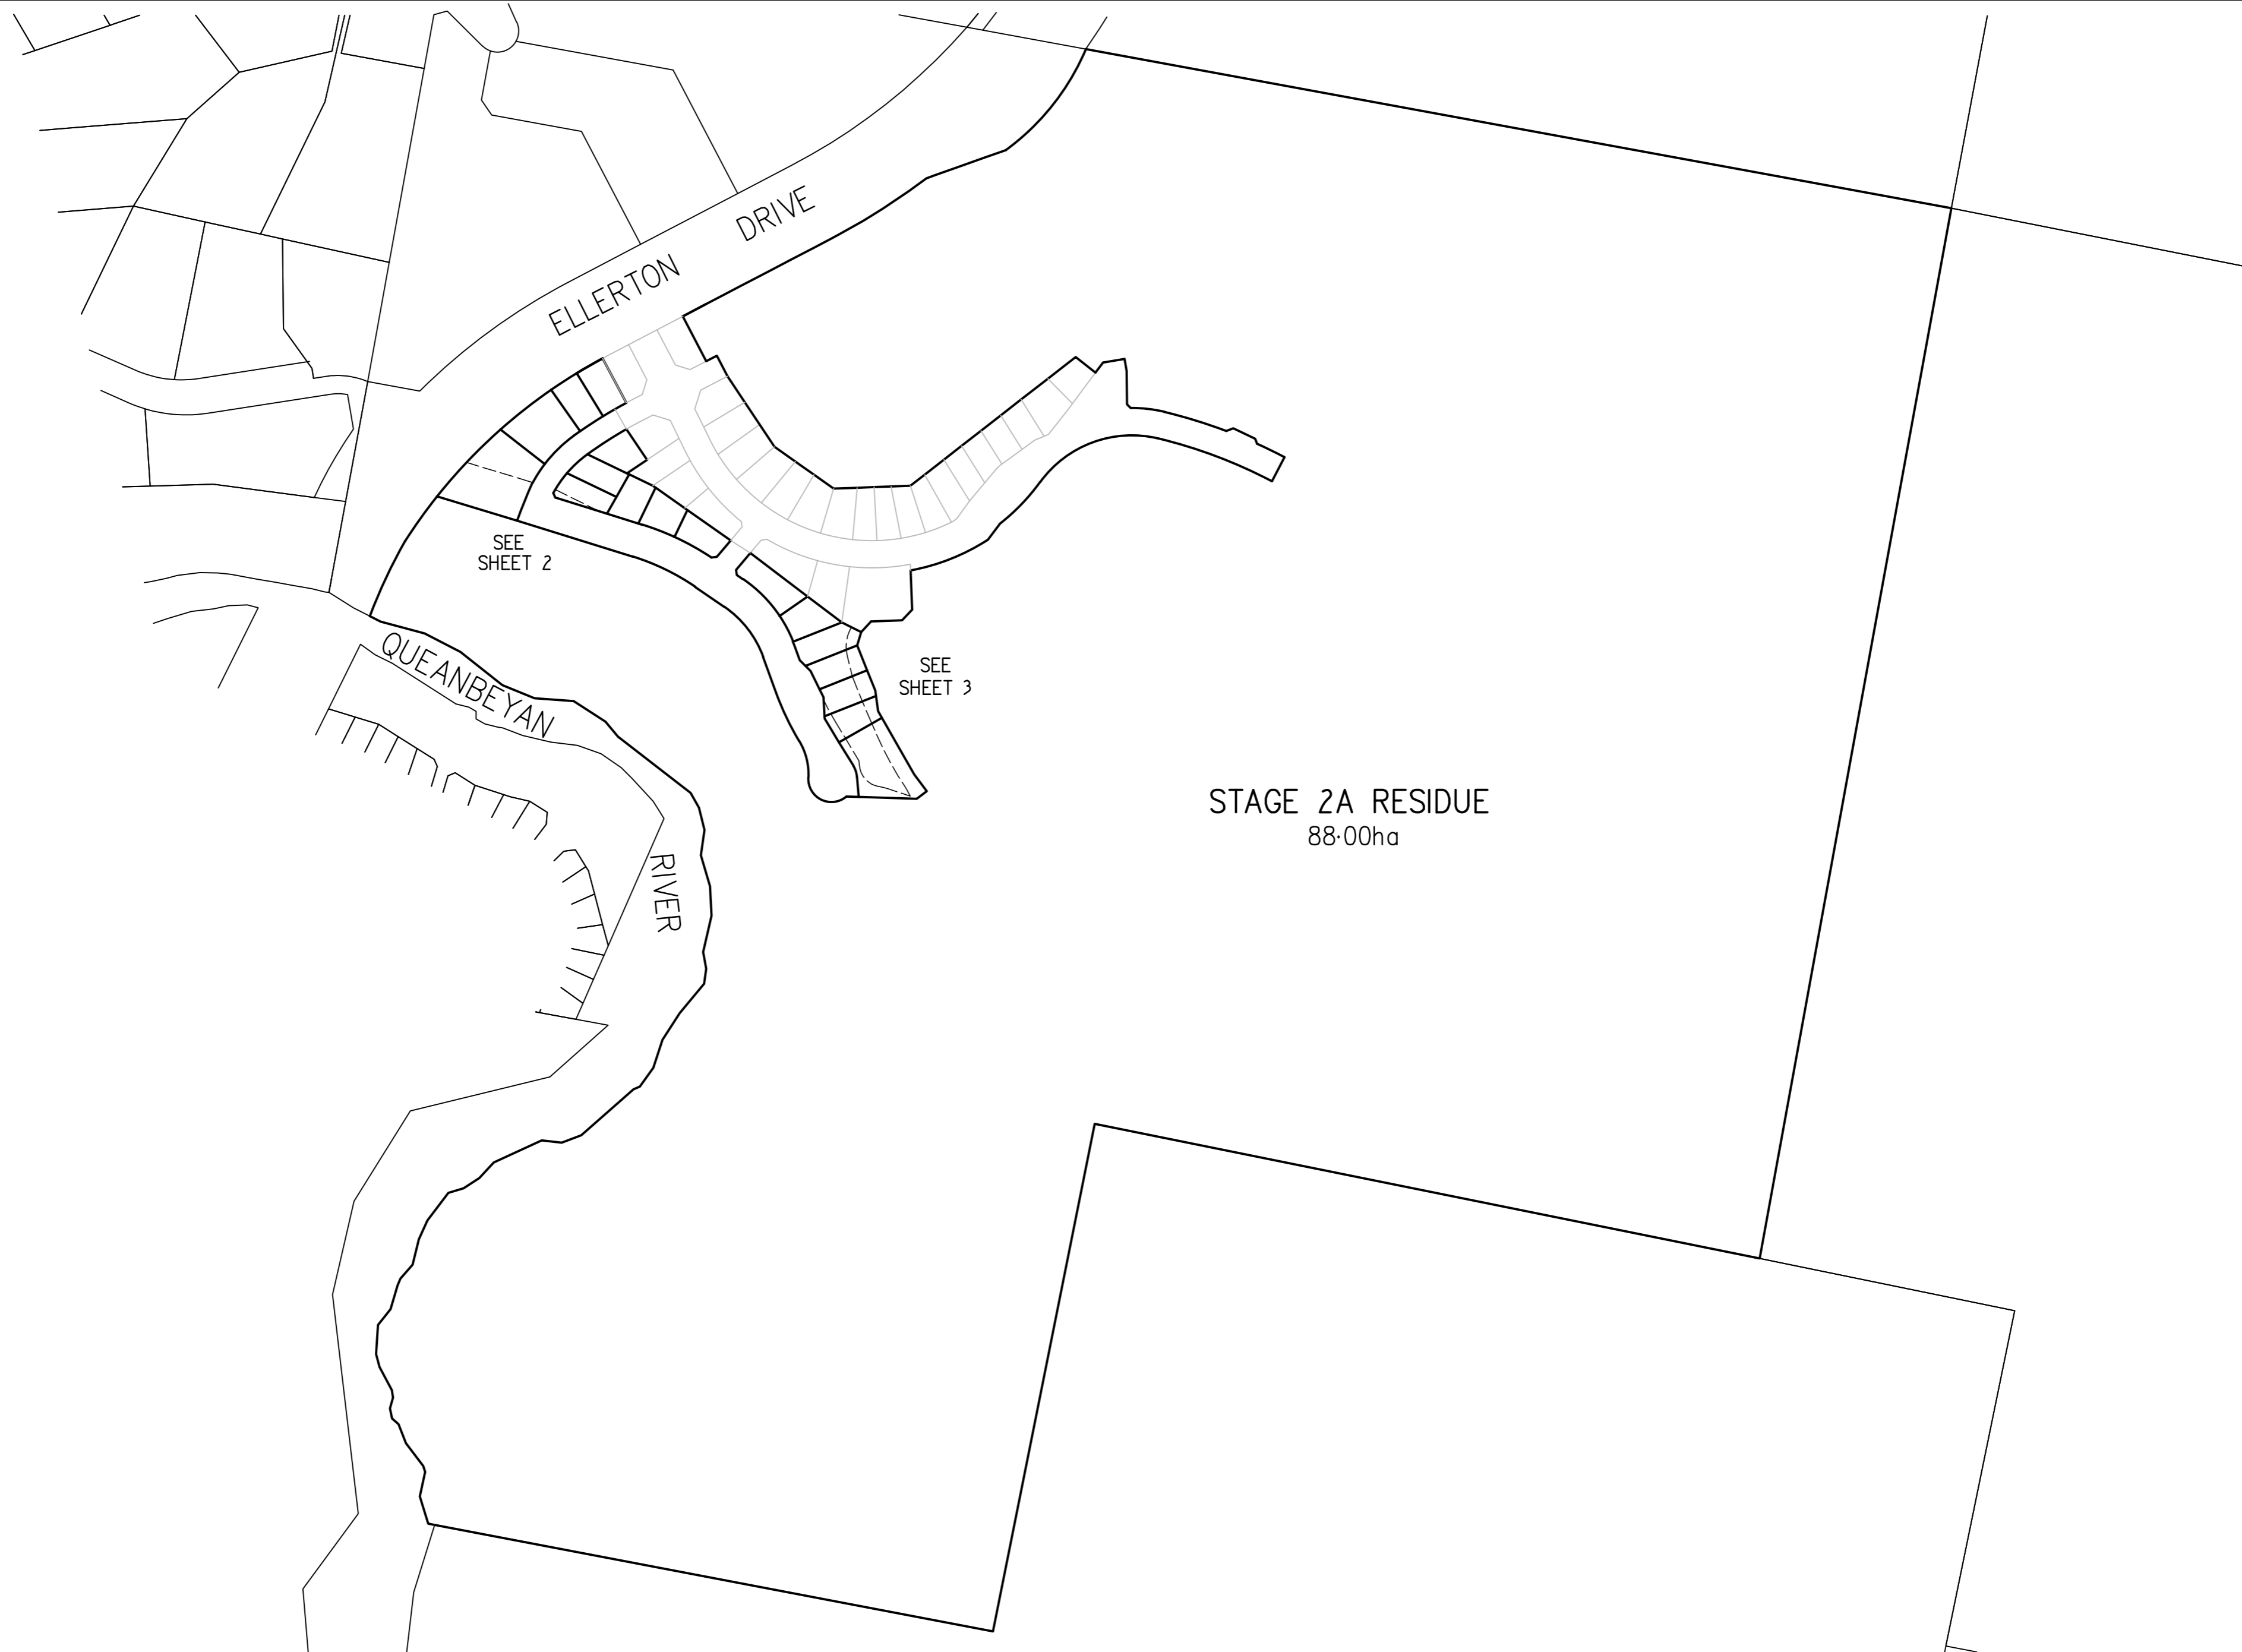 ELLERTON DRIVE
SEE
SHEET 2
QUEANBEYAN
SEE
SHEET 3
STAGE 2A RESIDUE
88·00ha
RIVER